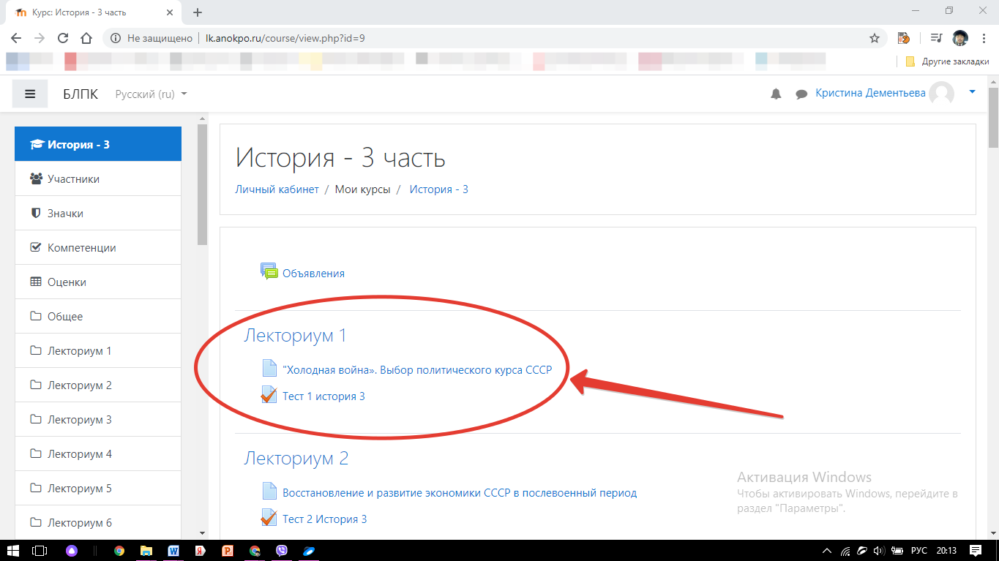 Курс: История - 3 часть
Не защищено
lk.anokpo.ru/course/view.php?id=9
Другие закладки
БЛПК
Русский (ru)
Кристина Дементьева
История - 3
Участники
Значки
Компетенции
Оценки
Общее
Лекториум 1
Лекториум 2
Лекториум 3
Лекториум 4
Лекториум 5
Лекториум 6
История - 3 часть
Личный кабинет / Мои курсы / История - 3
Объявления
Лекториум 1
"Холодная война». Выбор политического курса СССР
Тест 1 история 3
Лекториум 2
Восстановление и развитие экономики СССР в послевоенный период
Тест 2 История 3
Активация Windows
Чтобы активировать Windows, перейдите в
раздел "Параметры".
РУС
20:13